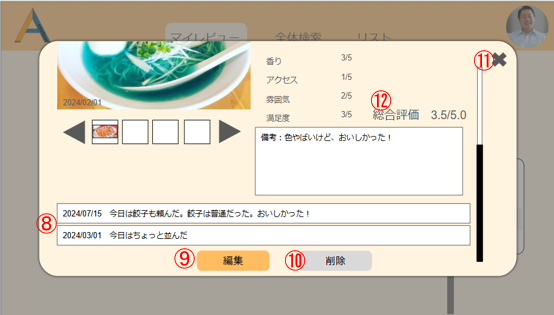 A
マイレビュー 全体検索 リスト
⑪
香り 3/5
アクセス 1/5
雰囲気 2/5
⑫
満足度 3/5
総合評価 3.5/5.0
2024/02/01
備考：色やばいけど、おいしかった！
⑧
2024/07/15 今日は餃子も頼んだ。餃子は普通だった。おいしかった！
2024/03/01 今日はちょっと並んだ
⑨ 編集
⑩ 削除